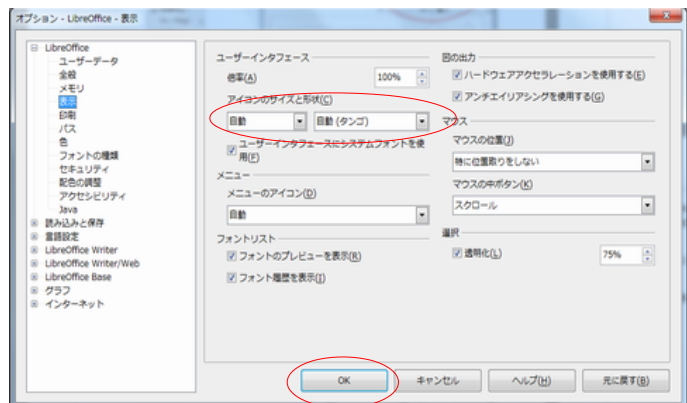 オプション - LibreOffice - 表示
LibreOffice
ユーザーデータ
全般
メモリ
表示
印刷
パス
色
フォントの種類
セキュリティ
配色の調整
アクセシビリティ
Java
読み込みと保存
言語設定
LibreOffice Writer
LibreOffice Writer/Web
LibreOffice Base
グラフ
インターネット
ユーザーインタフェース
倍率(A)
100%
アイコンのサイズと形状(C)
自動
自動 (タンゴ)
ユーザーインタフェースにシステムフォントを使
用(F)
メニュー
メニューのアイコン(D)
自動
フォントリスト
フォントのプレビューを表示(R)
フォント履歴を表示(I)
図の出力
ハードウェアアクセラレーションを使用する(E)
アンチエイリアシングを使用する(G)
マウス
マウスの位置(J)
特に位置取りをしない
マウスの中ボタン(K)
スクロール
選択
透明化(L)
75%
OK
キャンセル
ヘルプ(H)
元に戻す(B)